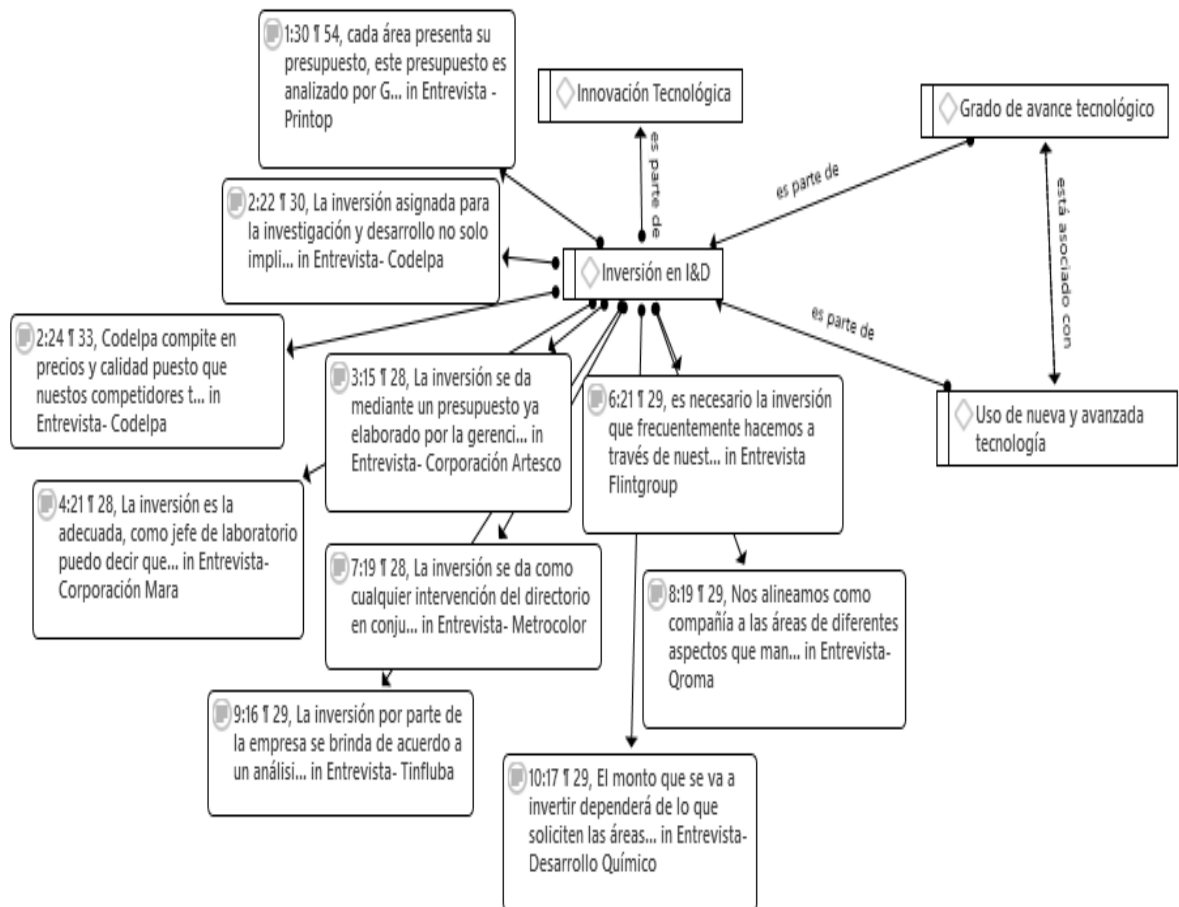 1:30 ¶ 54, cada área presenta su
presupuesto, este presupuesto es
analizado por G... in Entrevista -
Printop
Innovación Tecnológica
Grado de avance tecnológico
es parte de
es parte de
está asociado con
2:22 ¶ 30, La inversión asignada para
la investigación y desarrollo no solo
impli... in Entrevista- Codelpa
Inversión en I&D
es parte de
2:24 ¶ 33, Codelpa compite en
precios y calidad puesto que
nuestos competidores t... in
Entrevista- Codelpa
3:15 ¶ 28, La inversión se da
mediante un presupuesto ya
elaborado por la gerenci... in
Entrevista- Corporación Artesco
6:21 ¶ 29, es necesario la inversión
que frecuentemente hacemos a
través de nuest... in Entrevista
Flintgroup
Uso de nueva y avanzada
tecnología
4:21 ¶ 28, La inversión es la
adecuada, como jefe de laboratorio
puedo decir que... in Entrevista-
Corporación Mara
7:19 ¶ 28, La inversión se da como
cualquier intervención del directorio
en conju... in Entrevista- Metrocolor
8:19 ¶ 29, Nos alineamos como
compañía a las áreas de diferentes
aspectos que man... in Entrevista-
Qroma
9:16 ¶ 29, La inversión por parte de
la empresa se brinda de acuerdo a
un análisi... in Entrevista- Tinfluba
10:17 ¶ 29, El monto que se va a
invertir dependerá de lo que
soliciten las áreas... in Entrevista-
Desarrollo Químico